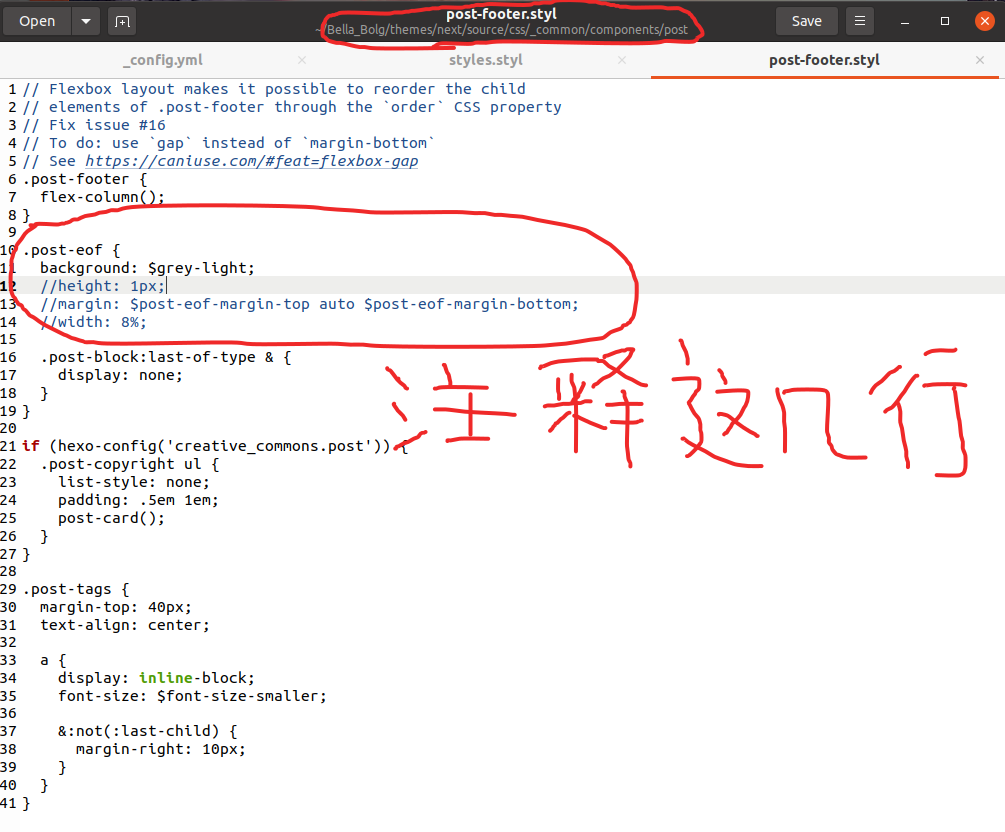 Open
post-footer.styl
~/Bella_Bolg/themes/next/source/css/_common/components/post
Save
_config.yml
styles.styl
post-footer.styl
1 // Flexbox layout makes it possible to reorder the child
2 // elements of .post-footer through the `order` CSS property
3 // Fix issue #16
4 // To do: use `gap` instead of `margin-bottom`
5 // See https://caniuse.com/#feat=flexbox-gap
6 .post-footer {
7   flex-column();
8 }
9
10 .post-eof {
11   background: $grey-light;
12   //height: 1px;
13   //margin: $post-eof-margin-top auto $post-eof-margin-bottom;
14   //width: 8%;
15
16   .post-block:last-of-type & {
17     display: none;
18   }
19 }
20
注释这几行
21 if (hexo-config('creative_commons.post')) {
22   .post-copyright ul {
23     list-style: none;
24     padding: .5em 1em;
25     post-card();
26   }
27 }
28
29 .post-tags {
30   margin-top: 40px;
31   text-align: center;
32
33   a {
34     display: inline-block;
35     font-size: $font-size-smaller;
36
37     &:not(:last-child) {
38       margin-right: 10px;
39     }
40   }
41 }